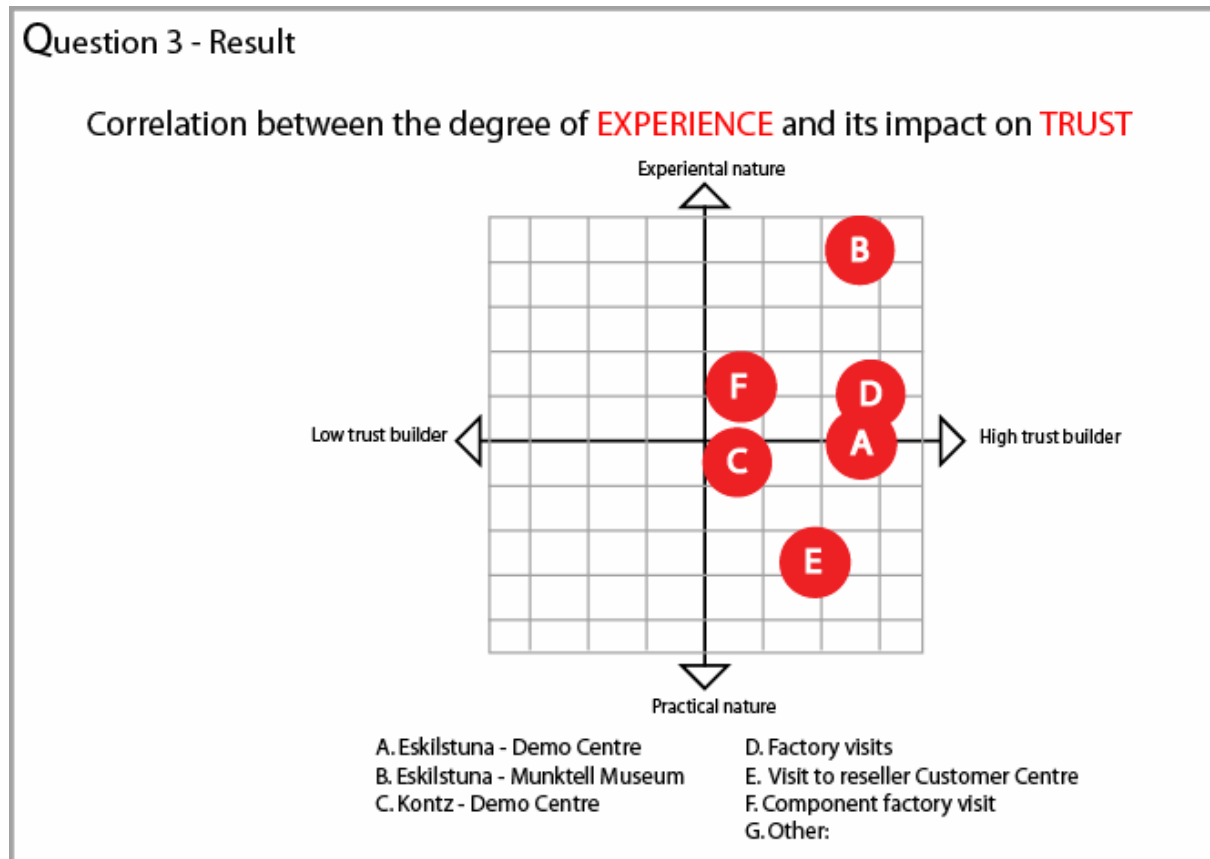 Question 3 - Result
Correlation between the degree of EXPERIENCE and its impact on TRUST
Experiental nature
B
F
D
Low trust builder
A
High trust builder
C
E
Practical nature
A. Eskilstuna - Demo Centre
B. Eskilstuna - Munktell Museum
C. Kontz - Demo Centre
D. Factory visits
E. Visit to reseller Customer Centre
F. Component factory visit
G. Other: